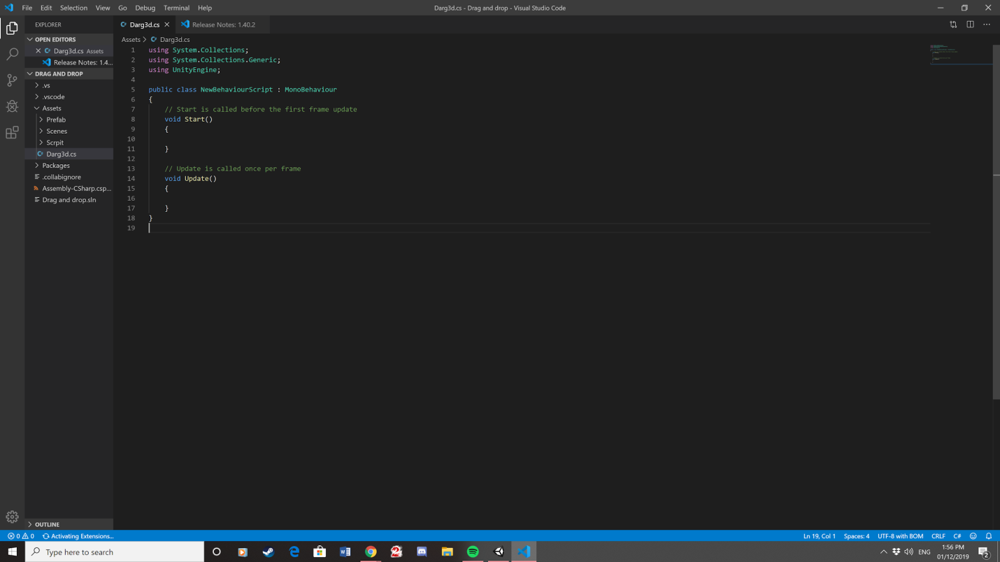 File Edit Selection View Go Debug Terminal Help
Darg3d.cs - Drag and drop - Visual Studio Code
EXPLORER
OPEN EDITORS
Darg3d.cs Assets
Release Notes: 1.4...
DRAG AND DROP
.vs
.vscode
Assets
Prefab
Scenes
Scrpit
Darg3d.cs
Packages
.collabignore
Assembly-CSharp.csp...
Drag and drop.sln
OUTLINE
Darg3d.cs
Release Notes: 1.40.2
Assets > Darg3d.cs
1 using System.Collections;
2 using System.Collections.Generic;
3 using UnityEngine;
4
5 public class NewBehaviourScript : MonoBehaviour
6 {
7 // Start is called before the first frame update
8 void Start()
9 {
10
11 }
12
13 // Update is called once per frame
14 void Update()
15 {
16
17 }
18 }
19
0 0 Activating Extensions...
Ln 19, Col 1 Spaces: 4 UTF-8 with BOM CRLF C#
Type here to search
ENG
1:56 PM
01/12/2019
2